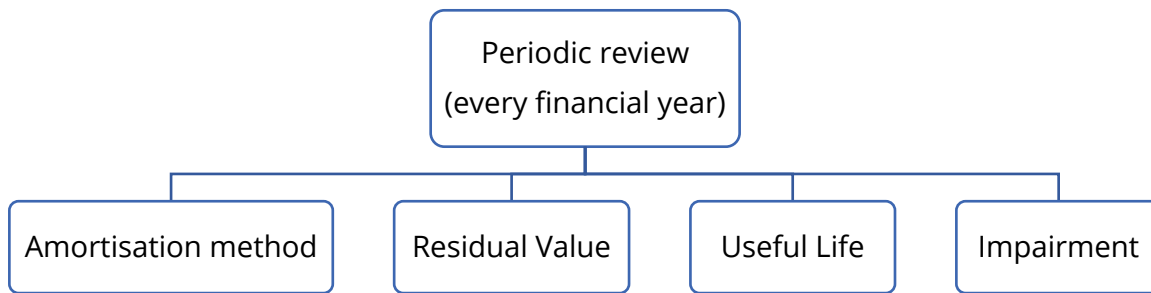 Periodic review
(every financial year)
Amortisation method
Residual Value
Useful Life
Impairment